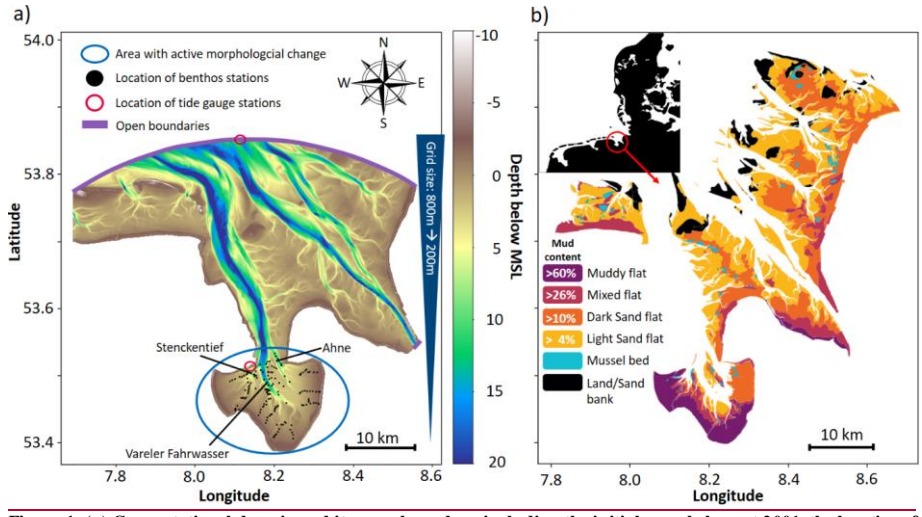 a)
54.0
53.8
53.6
53.4
Latitude
Area with active morphologcial change
Location of benthos stations
Location of tide gauge stations
Open boundaries
N
W
E
S
Grid size: 800m → 200m
Stenckentief
Ahne
Vareler Fahrwasser
10 km
7.8
8.0
8.2
8.4
8.6
Longitude
-10
-5
0
5
10
15
20
Depth below MSL
b)
Mud
content
>60% Muddy flat
>26% Mixed flat
>10% Dark Sand flat
> 4% Light Sand flat
Mussel bed
Land/Sand
bank
10 km
7.8
8.0
8.2
8.4
8.6
Longitude